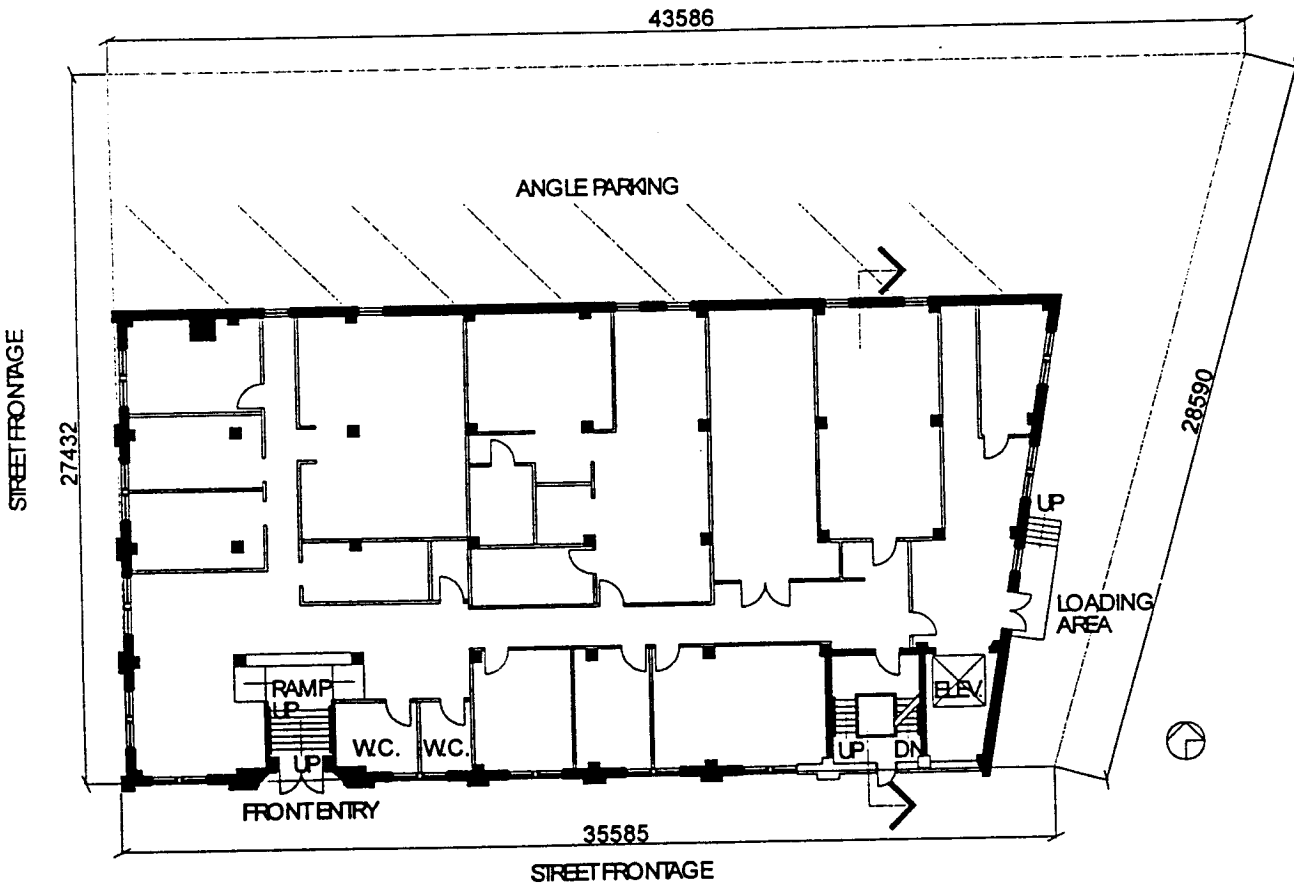 43586
ANGLE PARKING
STREET FRONTAGE
27432
28590
UP
LOADING
AREA
RAMP
UP
ELEV.
W.C.
W.C.
UP
UP
DN
FRONT ENTRY
35585
STREET FRONTAGE